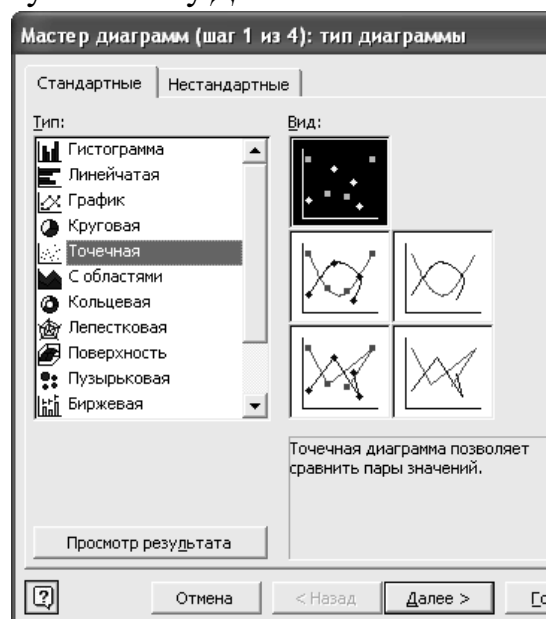 Мастер диаграмм (шаг 1 из 4): тип диаграммы
Стандартные Нестандартные
Тип: Вид:
Гистограмма
Линейчатая
График
Круговая
Точечная
С областями
Кольцевая
Лепестковая
Поверхность
Пузырьковая
Биржевая
Точечная диаграмма позволяет
сравнить пары значений.
Просмотр результата
Отмена < Назад Далее >